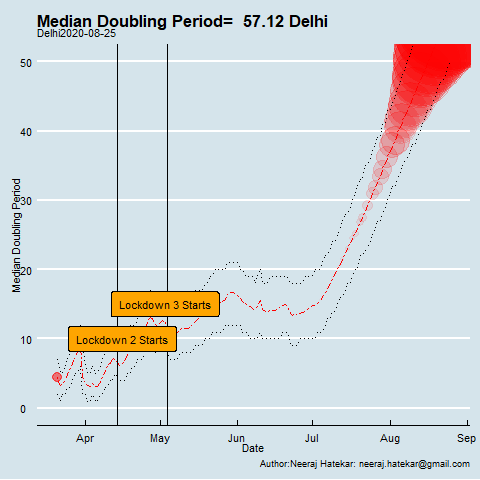 Median Doubling Period=  57.12 Delhi
Delhi2020-08-25
Median Doubling Period
50
40
30
20
10
0
Lockdown 3 Starts
Lockdown 2 Starts
Apr May Jun Jul Aug Sep
Date
Author:Neeraj Hatekar: neeraj.hatekar@gmail.com